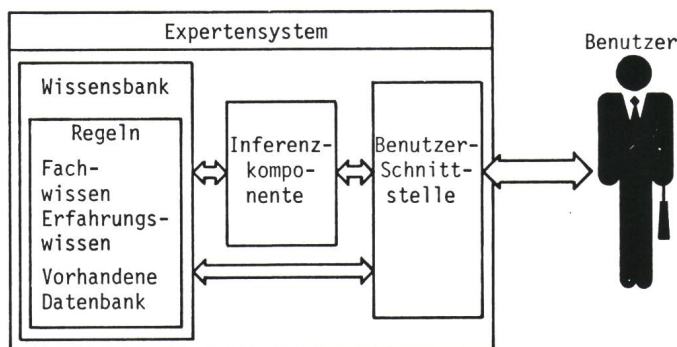 Expertensystem
Benutzer
Wissensbank
Regeln
Fach-
wissen
Erfahrungs-
wissen
Vorhandene
Datenbank
Inferenz-
kompo-
nente
Benutzer-
Schnitt-
stelle